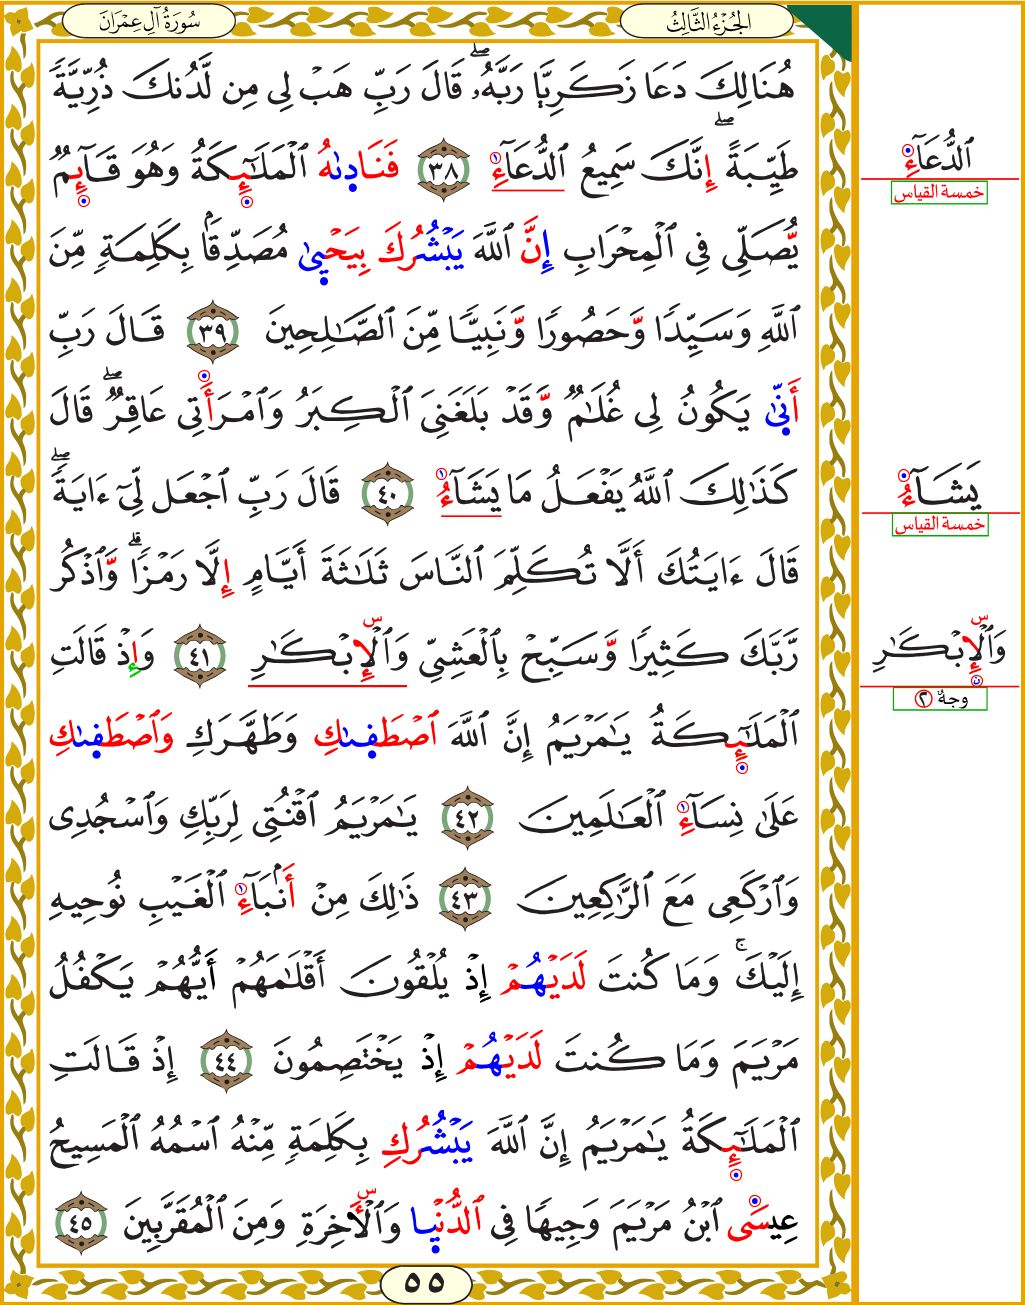 الجُزْءُ الثَّالِثُ
سُورَةُ آلِ عِمْرَانَ
هُنَالِكَ دَعَا زَكَرِيَّا رَبَّهُۥۖ قَالَ رَبِّ هَبْ لِى مِن لَّدُنكَ ذُرِّيَّةً
طَيِّبَةًۖ إِنَّكَ سَمِيعُ ٱلدُّعَآءِ ٣٨ فَنَادَىٰهُ ٱلْمَلَـٰٓئِكَةُ وَهُوَ قَآئِمٌ
يُصَلِّى فِى ٱلْمِحْرَابِ إِنَّ ٱللَّهَ يَبْشُرُكَ بِيَحْيَىٰ مُصَدِّقًۢا بِكَلِمَةٍ مِّنَ
ٱللَّهِ وَسَيِّدًا وَّحَصُورًا وَّنَبِيًّا مِّنَ ٱلصَّـٰلِحِينَ ٣٩ قَالَ رَبِّ
أَنَّىٰ يَكُونُ لِى غُلَـٰمٌ وَّقَدْ بَلَغَنِىَ ٱلْكِبَرُ وَٱمْرَأَتِى عَاقِرٌۖ قَالَ
كَذَٰلِكَ ٱللَّهُ يَفْعَلُ مَا يَشَآءُ ٤٠ قَالَ رَبِّ ٱجْعَل لِّىٓ ءَايَةًۖ
قَالَ ءَايَتُكَ أَلَّا تُكَلِّمَ ٱلنَّاسَ ثَلَـٰثَةَ أَيَّامٍ إِلَّا رَمْزًاۗ وَّٱذْكُر
رَّبَّكَ كَثِيرًا وَّسَبِّحْ بِٱلْعَشِىِّ وَٱلْإِبْكَـٰرِ ٤١ وَإِذْ قَالَتِ
ٱلْمَلَـٰٓئِكَةُ يَـٰمَرْيَمُ إِنَّ ٱللَّهَ ٱصْطَفَىٰكِ وَطَهَّرَكِ وَٱصْطَفَىٰكِ
عَلَىٰ نِسَآءِ ٱلْعَـٰلَمِينَ ٤٢ يَـٰمَرْيَمُ ٱقْنُتِى لِرَبِّكِ وَٱسْجُدِى
وَٱرْكَعِى مَعَ ٱلرَّٰكِعِينَ ٤٣ ذَٰلِكَ مِنْ أَنۢبَآءِ ٱلْغَيْبِ نُوحِيهِ
إِلَيْكَۚ وَمَا كُنتَ لَدَيْهُمْ إِذْ يُلْقُونَ أَقْلَـٰمَهُمْ أَيُّهُمْ يَكْفُلُ
مَرْيَمَ وَمَا كُنتَ لَدَيْهُمْ إِذْ يَخْتَصِمُونَ ٤٤ إِذْ قَالَتِ
ٱلْمَلَـٰٓئِكَةُ يَـٰمَرْيَمُ إِنَّ ٱللَّهَ يَبْشُرُكِ بِكَلِمَةٍ مِّنْهُ ٱسْمُهُ ٱلْمَسِيحُ
عِيسَى ٱبْنُ مَرْيَمَ وَجِيهًا فِى ٱلدُّنْيَا وَٱلْـَٔاخِرَةِ وَمِنَ ٱلْمُقَرَّبِينَ ٤٥
٥٥
ٱلدُّعَآءِ
خمسة القياس
يَشَآءُ
خمسة القياس
وَٱلْإِبْكَـٰرِ
وجهٌ ٢